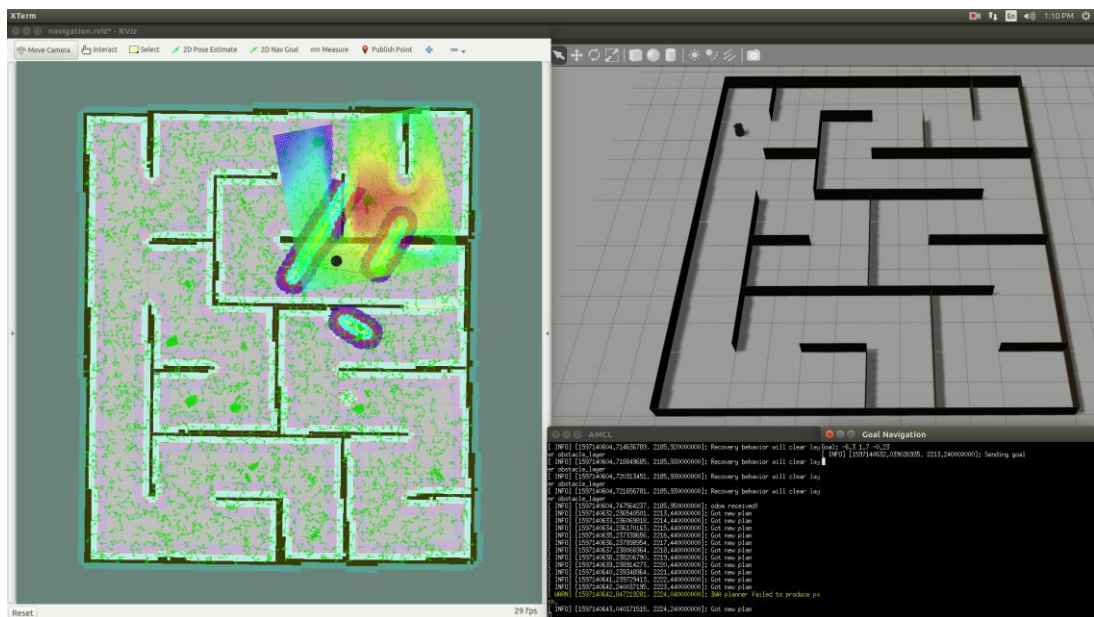 XTerm
En
1:10 PM
navigation.rviz* - RViz
Move Camera
Interact
Select
2D Pose Estimate
2D Nav Goal
Measure
Publish Point
Reset
29 fps
AMCL
[ INFO] [1597140604,714636789, 2185,920000000]: Recovery behavior will clear lay
er obstacle_layer
[ INFO] [1597140604,718849685, 2185,930000000]: Recovery behavior will clear lay
er obstacle_layer
[ INFO] [1597140604,720313451, 2185,930000000]: Recovery behavior will clear lay
er obstacle_layer
[ INFO] [1597140604,721656781, 2185,930000000]: Recovery behavior will clear lay
er obstacle_layer
[ INFO] [1597140604,747564237, 2185,950000000]: odom received!
[ INFO] [1597140632,236540501, 2213,440000000]: Got new plan
[ INFO] [1597140633,236069818, 2214,440000000]: Got new plan
[ INFO] [1597140634,236170163, 2215,440000000]: Got new plan
[ INFO] [1597140635,237338656, 2216,440000000]: Got new plan
[ INFO] [1597140636,237898954, 2217,440000000]: Got new plan
[ INFO] [1597140637,238066964, 2218,440000000]: Got new plan
[ INFO] [1597140638,238206790, 2219,440000000]: Got new plan
[ INFO] [1597140639,238914273, 2220,440000000]: Got new plan
[ INFO] [1597140640,239348964, 2221,440000000]: Got new plan
[ INFO] [1597140641,239729413, 2222,440000000]: Got new plan
[ INFO] [1597140642,240037195, 2223,440000000]: Got new plan
[ WARN] [1597140642,847219281, 2224,040000000]: DWA planner failed to produce pa
th.
[ INFO] [1597140643,040171515, 2224,240000000]: Got new plan
Goal Navigation
Goal: -6,3 1,7 -0,23
[ INFO] [1597140632,039026935, 2213,240000000]: Sending goal